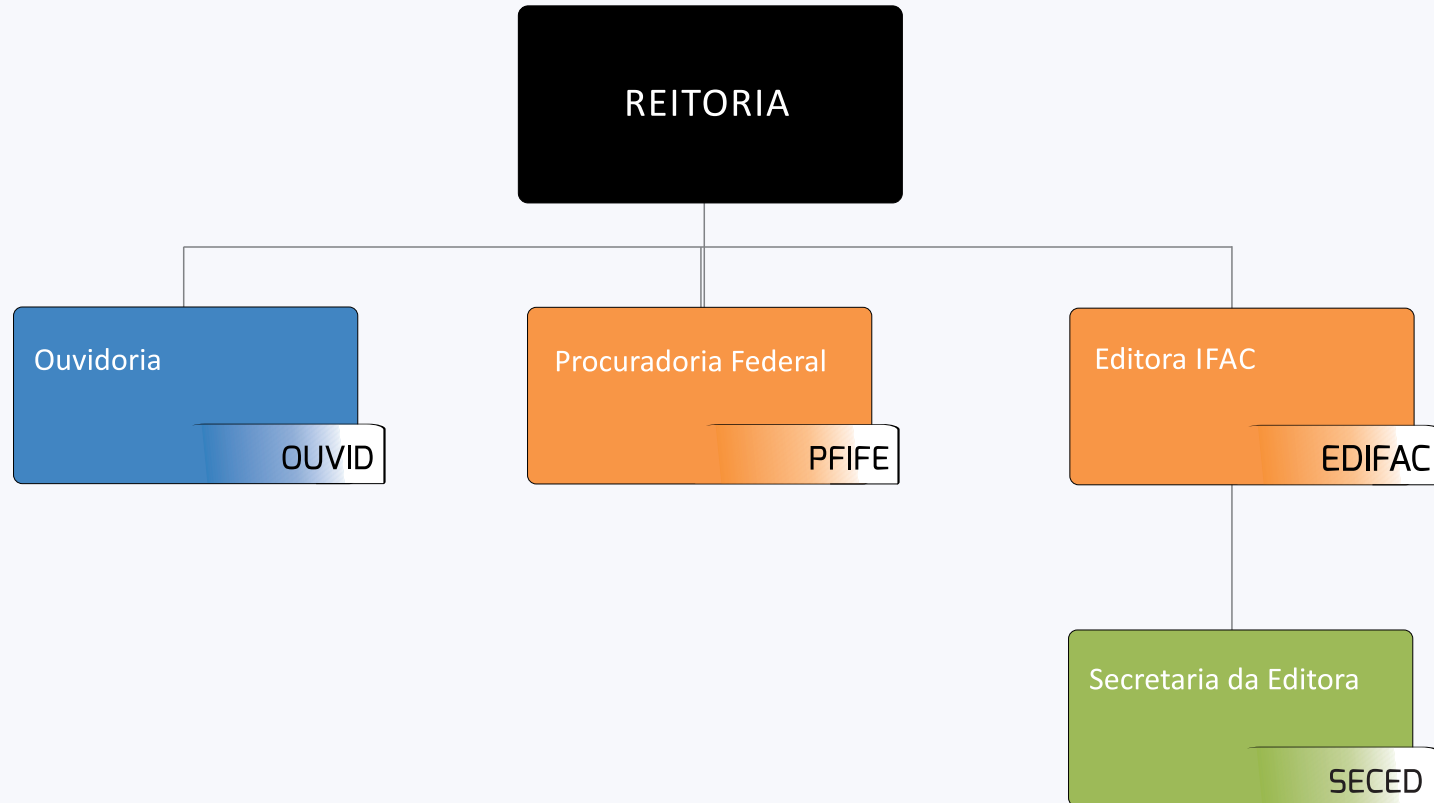 REITORIA
Ouvidoria
OUVID
Procuradoria Federal
PFIFE
Editora IFAC
EDIFAC
Secretaria da Editora
SECED